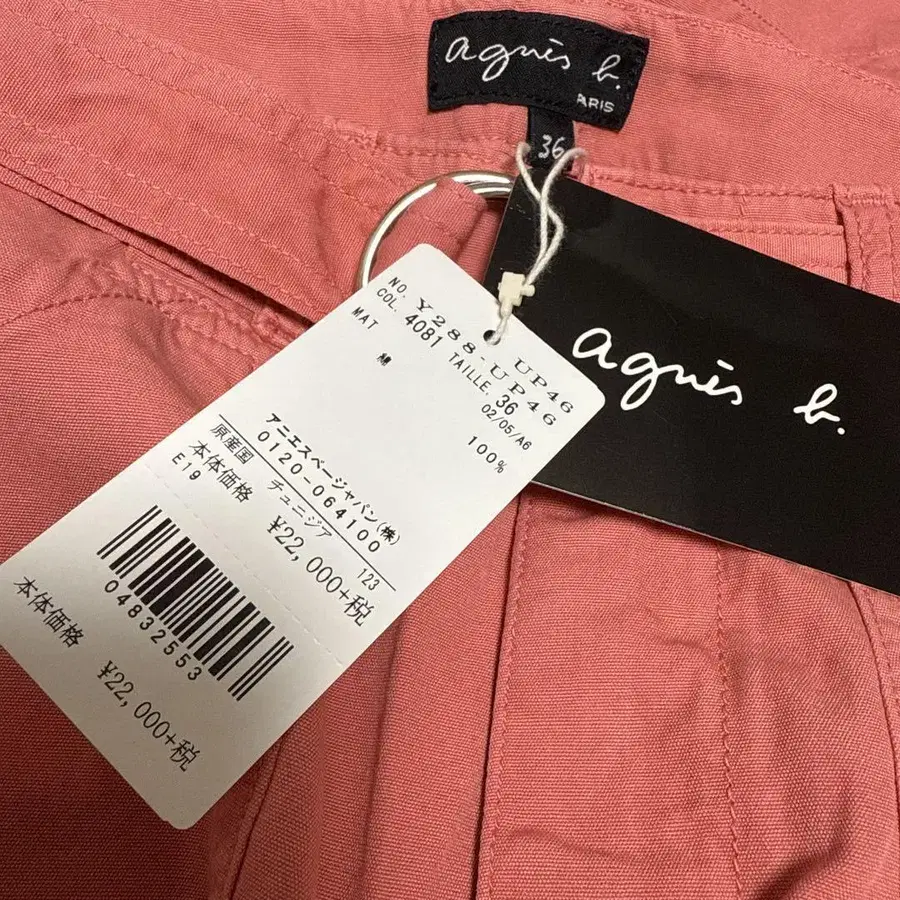 agnès b.
PARIS
36
agnès b.
UP46
NO. Y288-UP46
COL. 4081 TAILLE. 36
02/05/A6
MAT
綿 100%
アニエスベージャパン(株)
0120-064100
原産国 チュニジア 123
本体価格 ¥22,000+税
E19
04832553
本体価格 ¥22,000+税